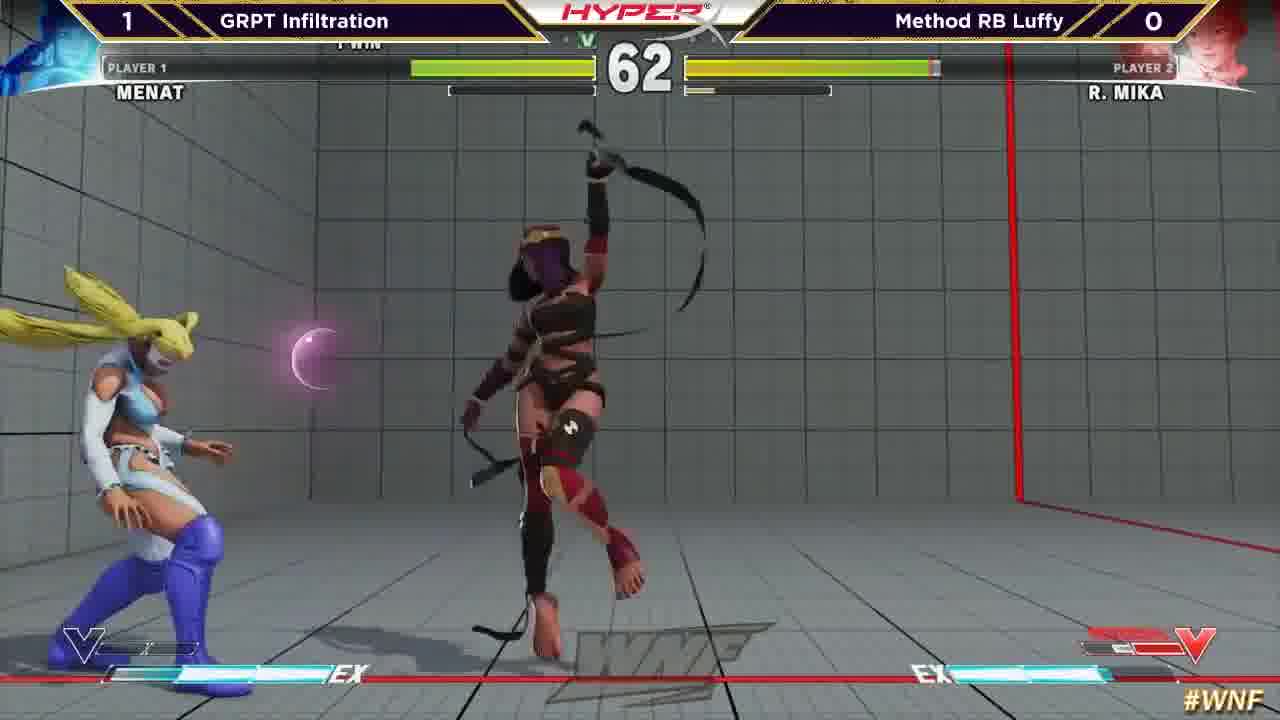 1 GRPT Infiltration HYPERX Method RB Luffy 0
1 WIN V
PLAYER 1 62 PLAYER 2
MENAT R. MIKA
WNF
V V
EX EX
#WNF